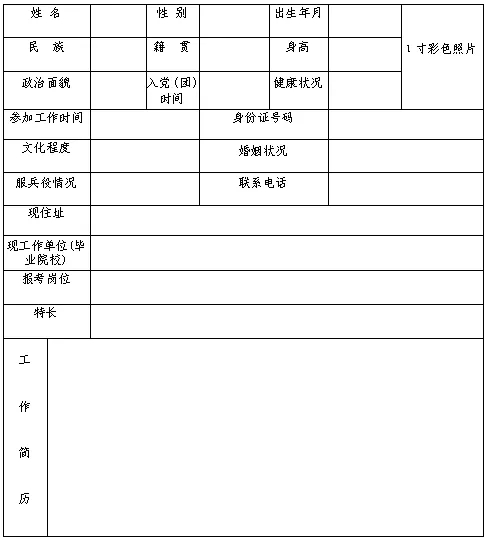 姓 名 性 别 出生年月 1寸彩色照片
民 族 籍 贯 身高
政治面貌 入党(团) 健康状况
时间
参加工作时间 身份证号码
文化程度 婚姻状况
服兵役情况 联系电话
现住址
现工作单位(毕
业院校)
报考岗位
特长
工
作
简
历